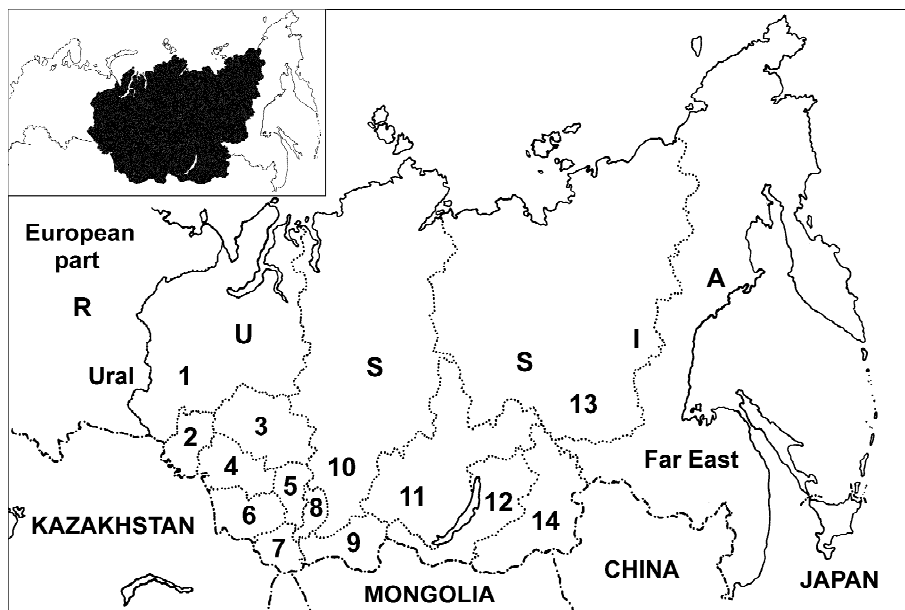 European
part
R
U
A
Ural
1
S
S
I
13
2
3
4
10
Far East
5
11
12
6
8
14
KAZAKHSTAN
7
9
MONGOLIA
CHINA
JAPAN